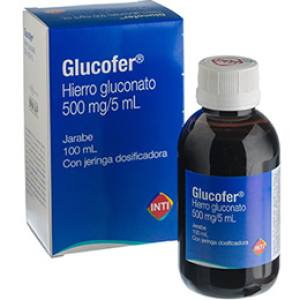 Glucofer®
Hierro gluconato
500 mg/5 mL
Jarabe
100 mL
Con jeringa dosificadora
INTI
Glucofer®
Hierro gluconato
500 mg/5 mL
Jarabe
100 mL
Con jeringa dosificadora
INTI